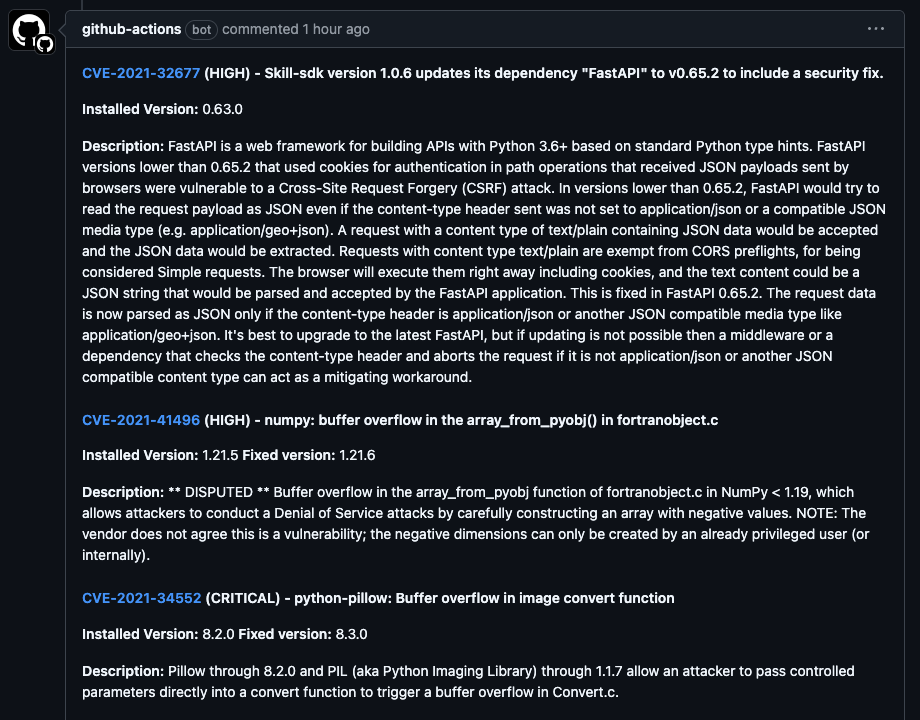 github-actions bot commented 1 hour ago
CVE-2021-32677 (HIGH) - Skill-sdk version 1.0.6 updates its dependency "FastAPI" to v0.65.2 to include a security fix.
Installed Version: 0.63.0
Description: FastAPI is a web framework for building APIs with Python 3.6+ based on standard Python type hints. FastAPI
versions lower than 0.65.2 that used cookies for authentication in path operations that received JSON payloads sent by
browsers were vulnerable to a Cross-Site Request Forgery (CSRF) attack. In versions lower than 0.65.2, FastAPI would try to
read the request payload as JSON even if the content-type header sent was not set to application/json or a compatible JSON
media type (e.g. application/geo+json). A request with a content type of text/plain containing JSON data would be accepted
and the JSON data would be extracted. Requests with content type text/plain are exempt from CORS preflights, for being
considered Simple requests. The browser will execute them right away including cookies, and the text content could be a
JSON string that would be parsed and accepted by the FastAPI application. This is fixed in FastAPI 0.65.2. The request data
is now parsed as JSON only if the content-type header is application/json or another JSON compatible media type like
application/geo+json. It's best to upgrade to the latest FastAPI, but if updating is not possible then a middleware or a
dependency that checks the content-type header and aborts the request if it is not application/json or another JSON
compatible content type can act as a mitigating workaround.
CVE-2021-41496 (HIGH) - numpy: buffer overflow in the array_from_pyobj() in fortranobject.c
Installed Version: 1.21.5 Fixed version: 1.21.6
Description: ** DISPUTED ** Buffer overflow in the array_from_pyobj function of fortranobject.c in NumPy < 1.19, which
allows attackers to conduct a Denial of Service attacks by carefully constructing an array with negative values. NOTE: The
vendor does not agree this is a vulnerability; the negative dimensions can only be created by an already privileged user (or
internally).
CVE-2021-34552 (CRITICAL) - python-pillow: Buffer overflow in image convert function
Installed Version: 8.2.0 Fixed version: 8.3.0
Description: Pillow through 8.2.0 and PIL (aka Python Imaging Library) through 1.1.7 allow an attacker to pass controlled
parameters directly into a convert function to trigger a buffer overflow in Convert.c.